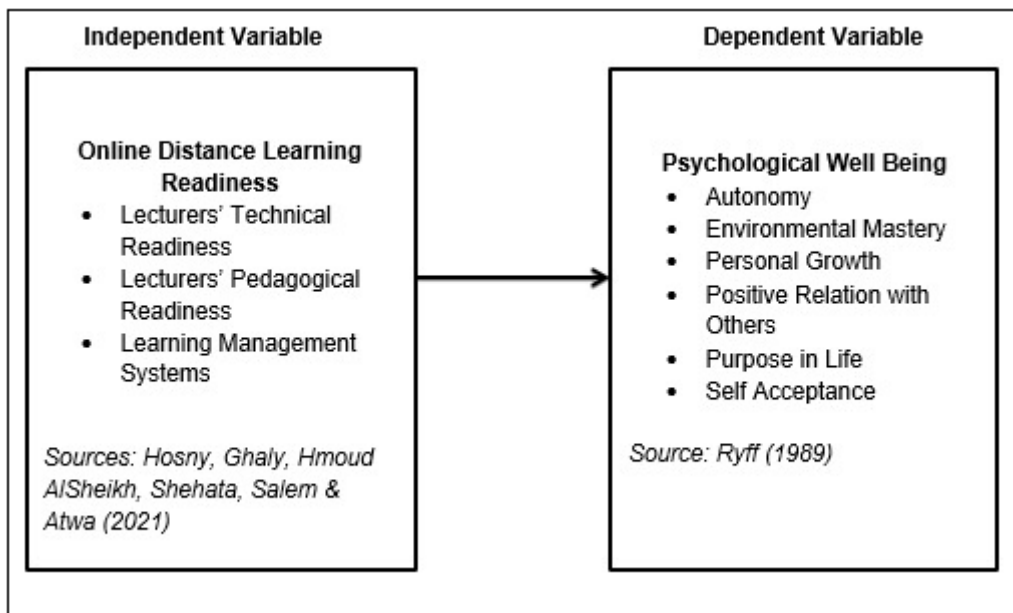 Independent Variable
Dependent Variable
Online Distance Learning
Readiness
• Lecturers’ Technical
Readiness
• Lecturers’ Pedagogical
Readiness
• Learning Management
Systems
Sources: Hosny, Ghaly, Hmoud
AlSheikh, Shehata, Salem &
Atwa (2021)
Psychological Well Being
• Autonomy
• Environmental Mastery
• Personal Growth
• Positive Relation with
Others
• Purpose in Life
• Self Acceptance
Source: Ryff (1989)